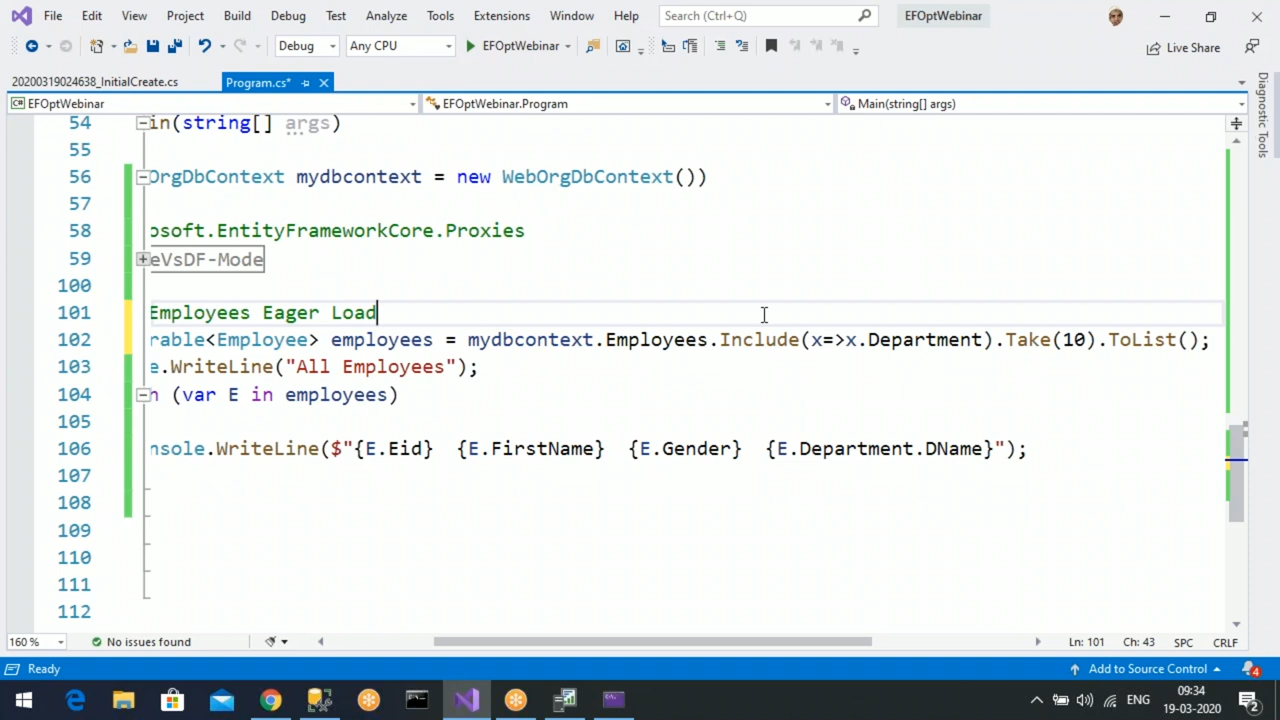 File Edit View Project Build Debug Test Analyze Tools Extensions Window Help Search (Ctrl+Q) EFOptWebinar
Debug Any CPU EFOptWebinar Live Share
20200319024638_InitialCreate.cs Program.cs*
EFOptWebinar EFOptWebinar.Program Main(string[] args)
Diagnostic Tools
54 in(string[] args)
55
56 OrgDbContext mydbcontext = new WebOrgDbContext())
57
58 osoft.EntityFrameworkCore.Proxies
59 eVsDF-Mode
100
101 Employees Eager Load
102 rable<Employee> employees = mydbcontext.Employees.Include(x=>x.Department).Take(10).ToList();
103 e.WriteLine("All Employees");
104 h (var E in employees)
105
106 nsole.WriteLine($"{E.Eid}  {E.FirstName}  {E.Gender}  {E.Department.DName}");
107
108
109
110
111
112
160 % No issues found Ln: 101 Ch: 43 SPC CRLF
Ready Add to Source Control 4
ENG 09:34
19-03-2020 2